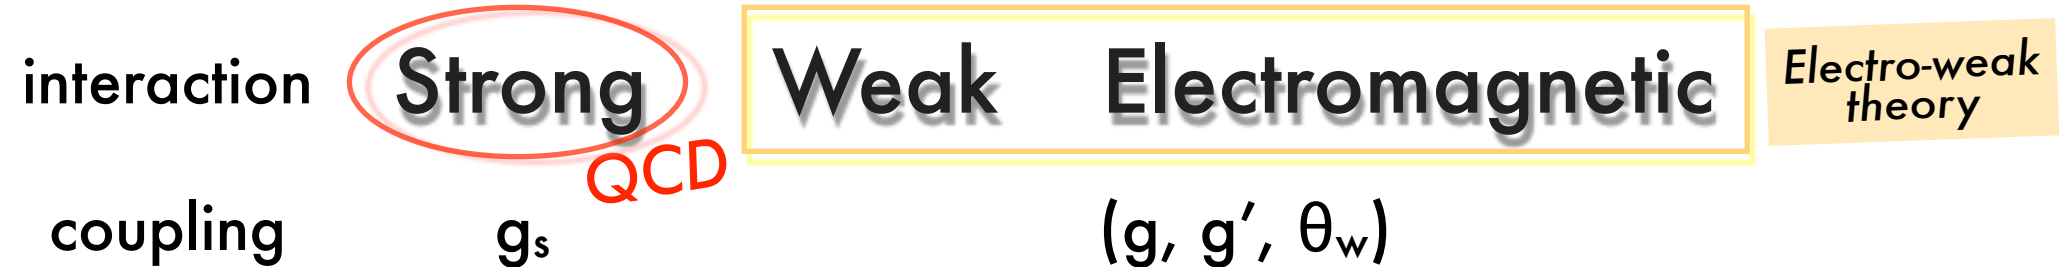 interaction Strong Weak Electromagnetic Electro-weak
theory
QCD
coupling gₛ (g, g′, θw)